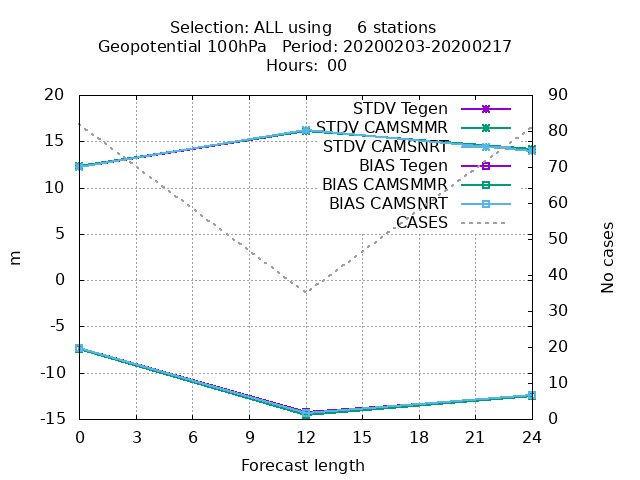 Selection: ALL using 6 stations
Geopotential 100hPa Period: 20200203-20200217
Hours: 00
20
15
10
5
0
-5
-10
-15
m
90
80
70
60
50
40
30
20
10
0
No cases
STDV Tegen
STDV CAMSMMR
STDV CAMSNRT
BIAS Tegen
BIAS CAMSMMR
BIAS CAMSNRT
CASES
0 3 6 9 12 15 18 21 24
Forecast length